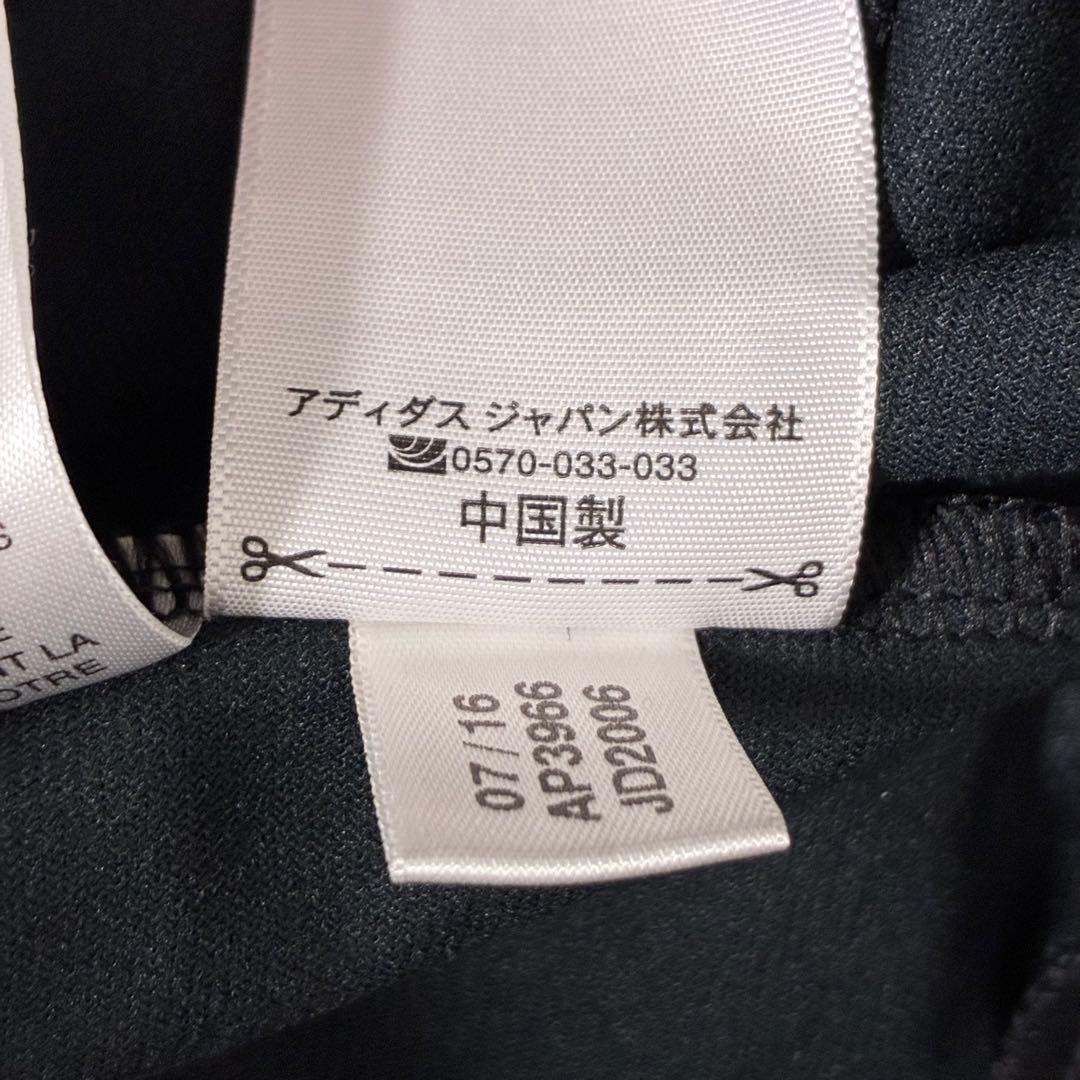 アディダス ジャパン株式会社
0570-033-033
中国製
07/16
AP3966
JD2006
NT LA
OTRE